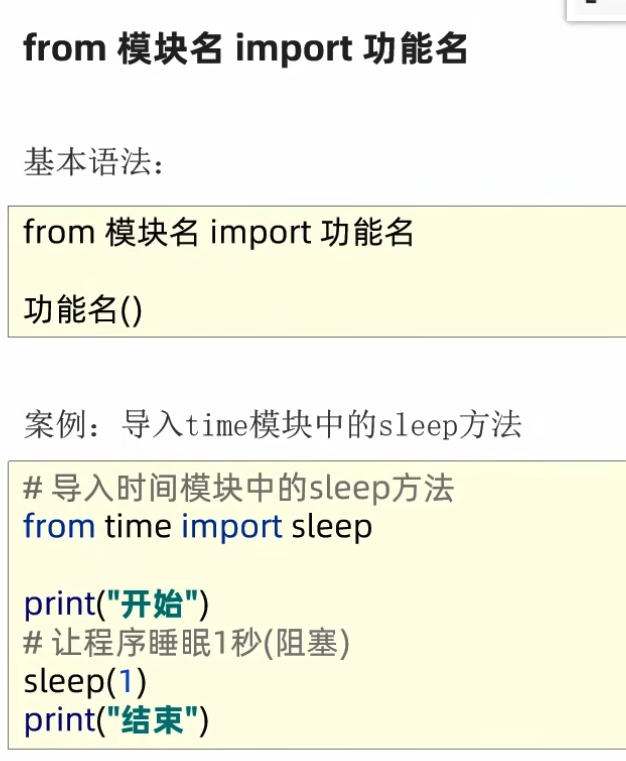 from 模块名 import 功能名
基本语法：
from 模块名 import 功能名
功能名()
案例：导入time模块中的sleep方法
# 导入时间模块中的sleep方法
from time import sleep
print("开始")
# 让程序睡眠1秒(阻塞)
sleep(1)
print("结束")